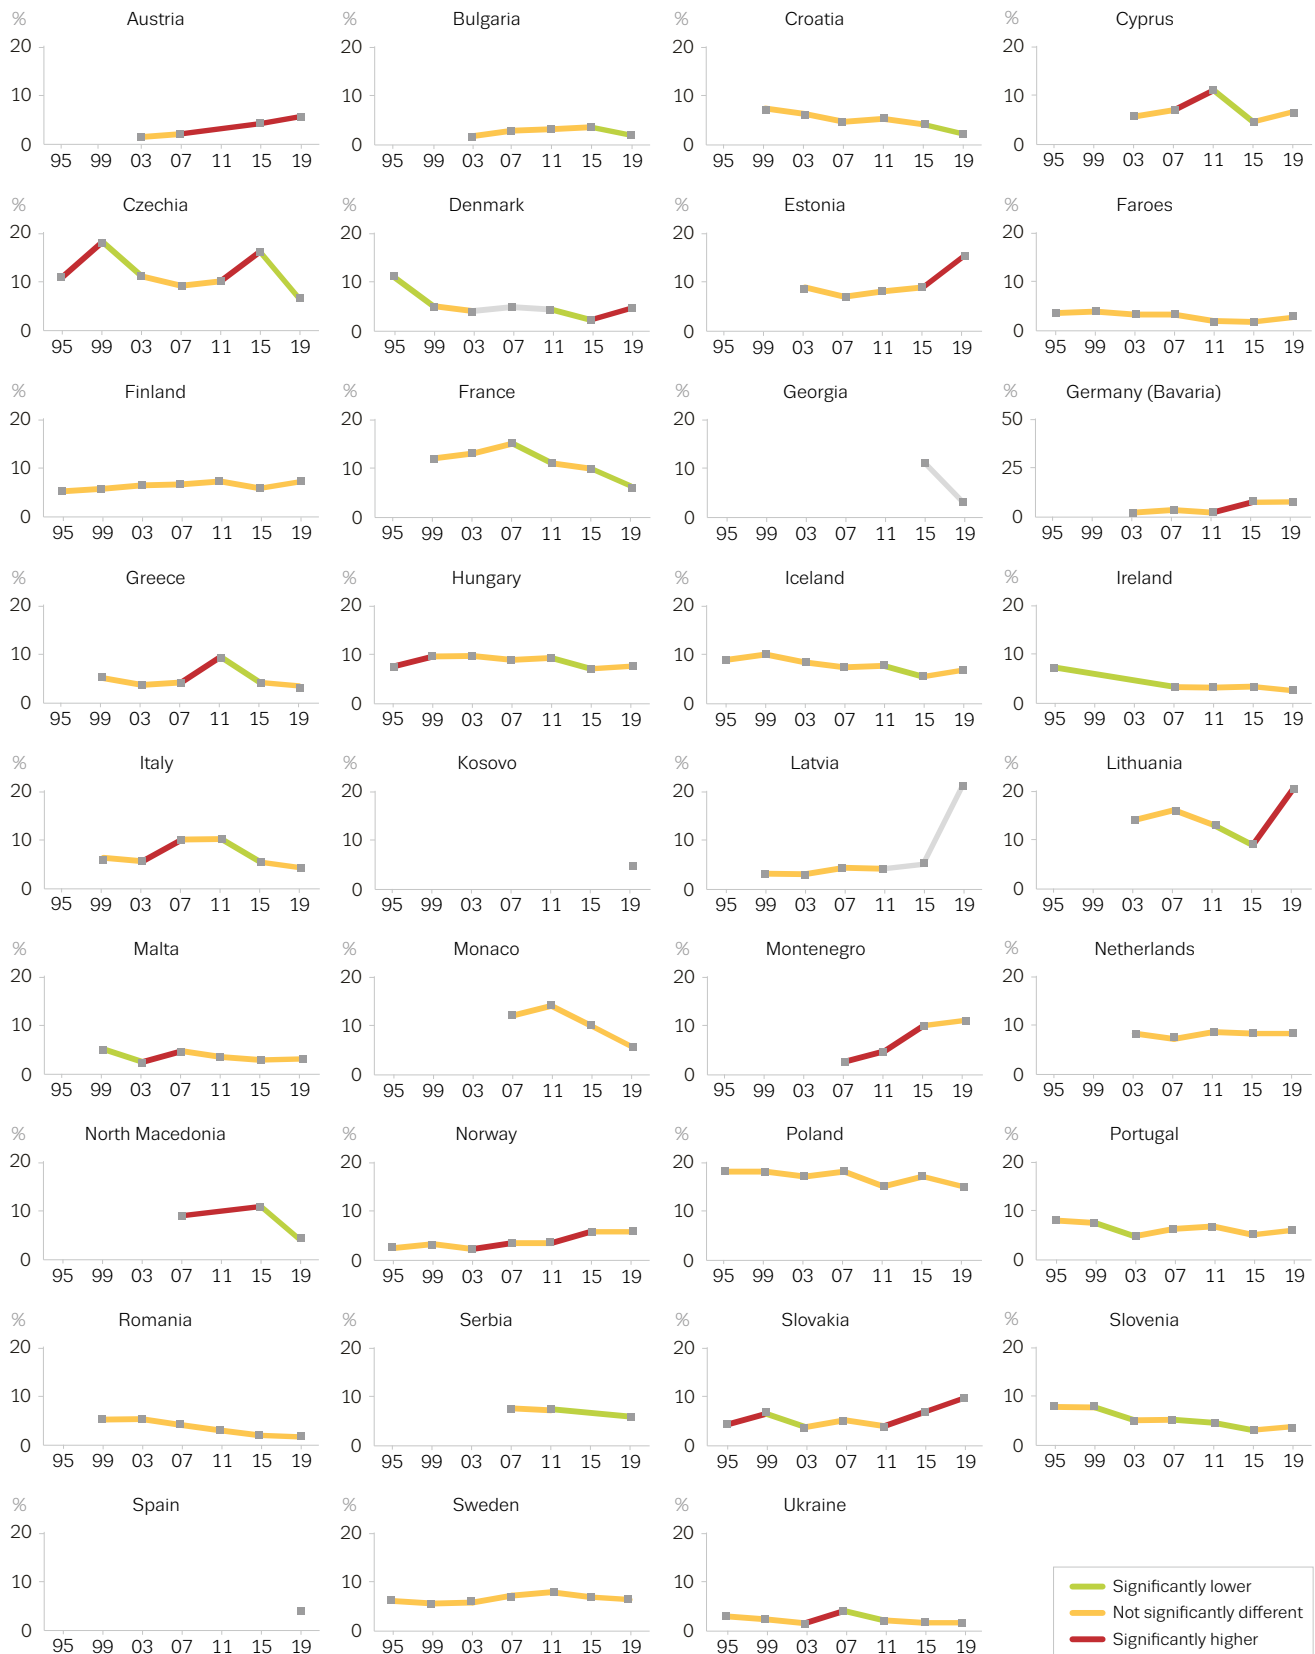 % Austria % Bulgaria % Croatia % Cyprus
20 20 20 20
10 10 10 10
0 0 0 0
95 99 03 07 11 15 19 95 99 03 07 11 15 19 95 99 03 07 11 15 19 95 99 03 07 11 15 19
% Czechia % Denmark % Estonia % Faroes
20 20 20 20
10 10 10 10
0 0 0 0
95 99 03 07 11 15 19 95 99 03 07 11 15 19 95 99 03 07 11 15 19 95 99 03 07 11 15 19
% Finland % France % Georgia % Germany (Bavaria)
20 20 20 50
10 10 10 25
0 0 0 0
95 99 03 07 11 15 19 95 99 03 07 11 15 19 95 99 03 07 11 15 19 95 99 03 07 11 15 19
% Greece % Hungary % Iceland % Ireland
20 20 20 20
10 10 10 10
0 0 0 0
95 99 03 07 11 15 19 95 99 03 07 11 15 19 95 99 03 07 11 15 19 95 99 03 07 11 15 19
% Italy % Kosovo % Latvia % Lithuania
20 20 20 20
10 10 10 10
0 0 0 0
95 99 03 07 11 15 19 95 99 03 07 11 15 19 95 99 03 07 11 15 19 95 99 03 07 11 15 19
% Malta % Monaco % Montenegro % Netherlands
20 20 20 20
10 10 10 10
0 0 0 0
95 99 03 07 11 15 19 95 99 03 07 11 15 19 95 99 03 07 11 15 19 95 99 03 07 11 15 19
% North Macedonia % Norway % Poland % Portugal
20 20 20 20
10 10 10 10
0 0 0 0
95 99 03 07 11 15 19 95 99 03 07 11 15 19 95 99 03 07 11 15 19 95 99 03 07 11 15 19
% Romania % Serbia % Slovakia % Slovenia
20 20 20 20
10 10 10 10
0 0 0 0
95 99 03 07 11 15 19 95 99 03 07 11 15 19 95 99 03 07 11 15 19 95 99 03 07 11 15 19
% Spain % Sweden % Ukraine
20 20 20
10 10 10
0 0 0
95 99 03 07 11 15 19 95 99 03 07 11 15 19 95 99 03 07 11 15 19
Significantly lower
Not significantly different
Significantly higher